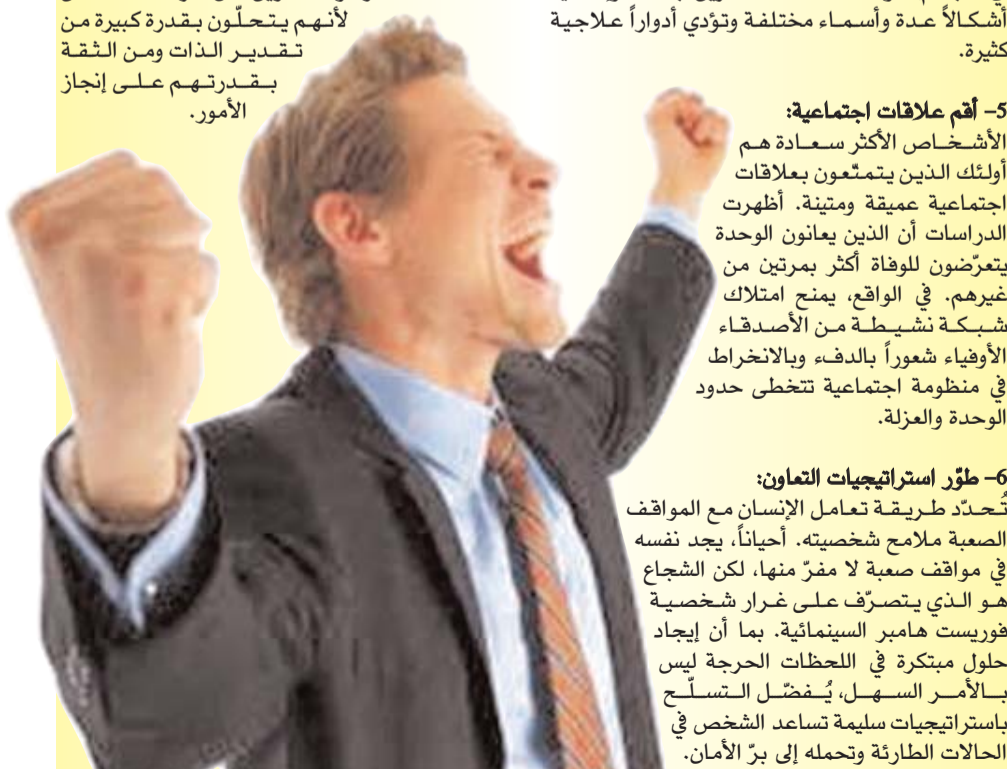 أشكالاً عدة وأسماء مختلفة وتؤدي أدواراً علاجية
كثيرة.
5– أقم علاقات اجتماعية:
الأشخاص الأكثر سعادة هم
أولئك الذين يتمتّعون بعلاقات
اجتماعية عميقة ومتينة. أظهرت
الدراسات أن الذين يعانون الوحدة
يتعرّضون للوفاة أكثر بمرتين من
غيرهم. في الواقع، يمنح امتلاك
شبكة نشيطة من الأصدقاء
الأوفياء شعوراً بالدفء وبالانخراط
في منظومة اجتماعية تتخطى حدود
الوحدة والعزلة.
6– طوّر استراتيجيات التعاون:
تُحدّد طريقة تعامل الإنسان مع المواقف
الصعبة ملامح شخصيته. أحياناً، يجد نفسه
في مواقف صعبة لا مفرّ منها، لكن الشجاع
هو الذي يتصرّف على غرار شخصية
فوريست هامبر السينمائية. بما أن إيجاد
حلول مبتكرة في اللحظات الحرجة ليس
بالأمر السهل، يُفضّل التسلّح
باستراتيجيات سليمة تساعد الشخص في
الحالات الطارئة وتحمله إلى برّ الأمان.
لأنهم يتحلّون بقدرة كبيرة من
تقدير الذات ومن الثقة
بقدرتهم على إنجاز
الأمور.